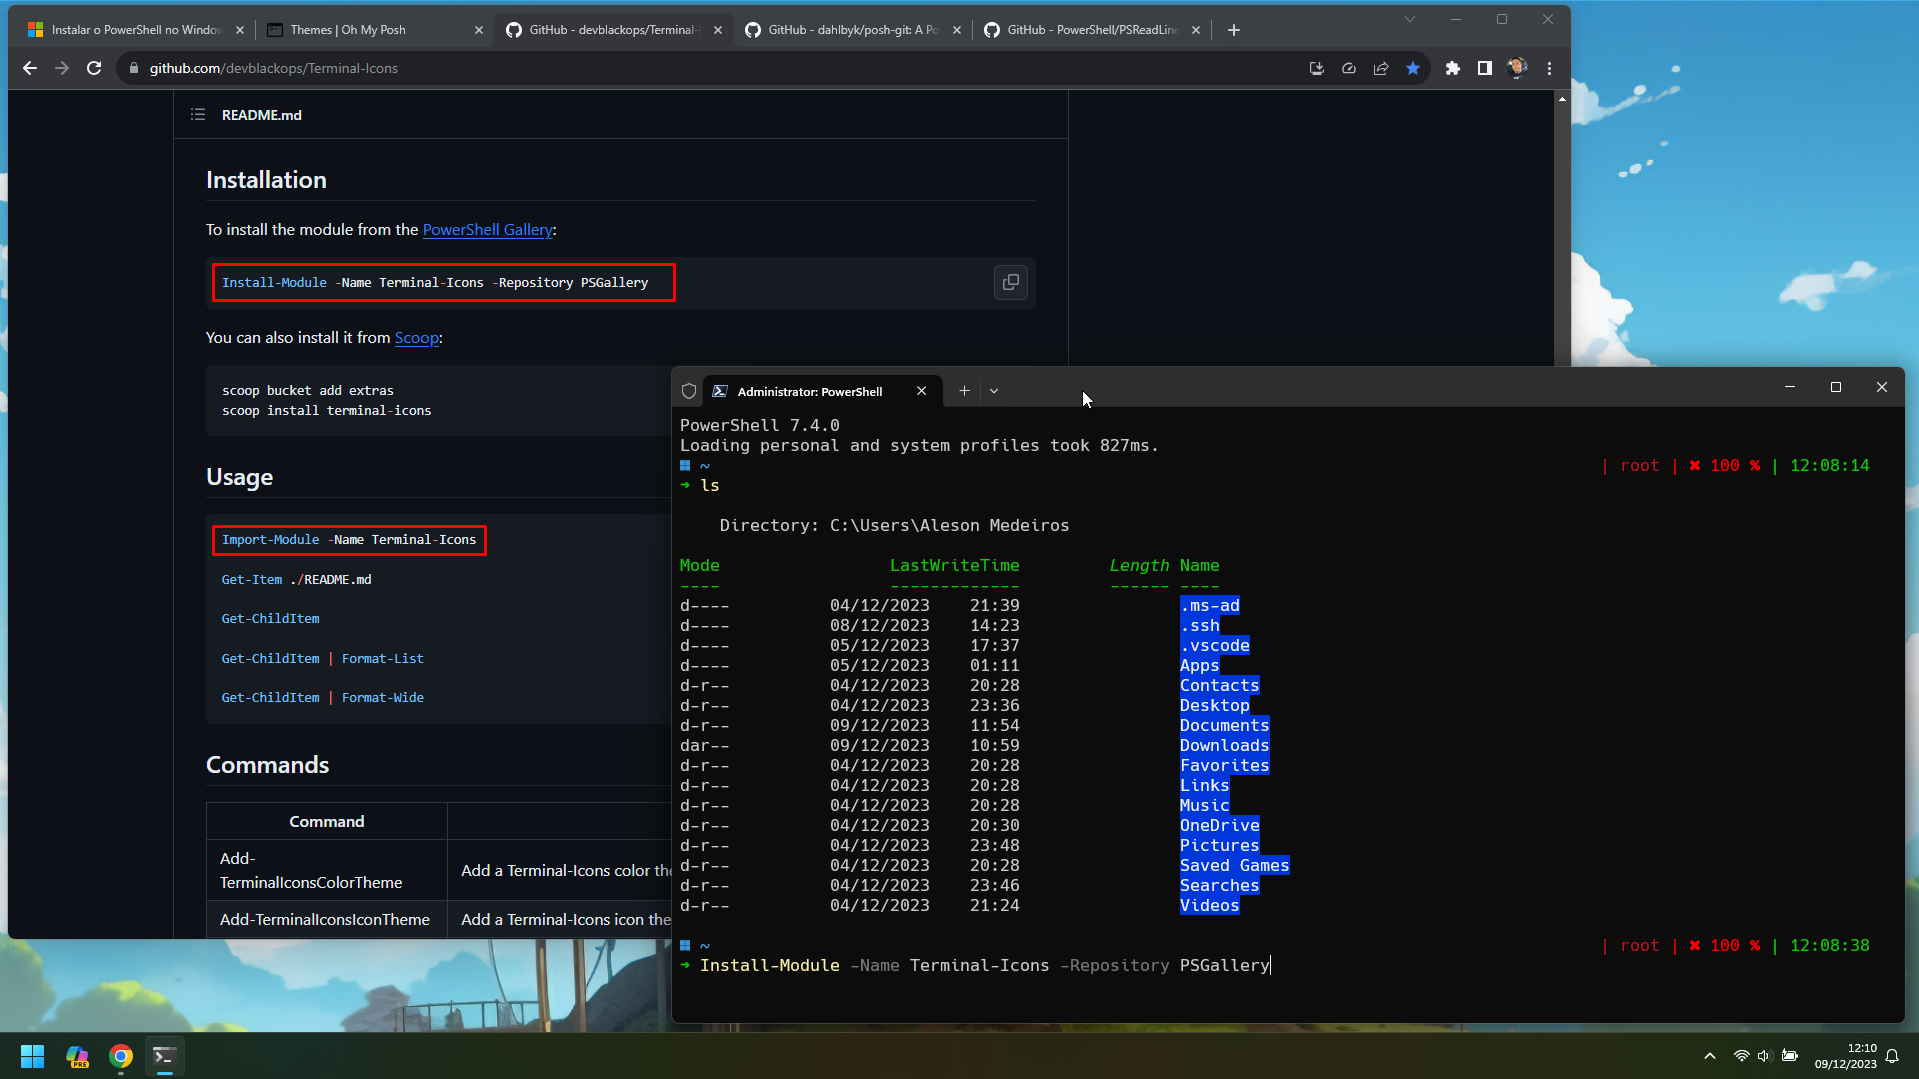 Instalar o PowerShell no Window
Themes | Oh My Posh
GitHub - devblackops/Terminal-I
GitHub - dahlbyk/posh-git: A Po
GitHub - PowerShell/PSReadLine
github.com/devblackops/Terminal-Icons
README.md
Installation
To install the module from the PowerShell Gallery:
Install-Module -Name Terminal-Icons -Repository PSGallery
You can also install it from Scoop:
scoop bucket add extras
scoop install terminal-icons
Usage
Import-Module -Name Terminal-Icons
Get-Item ./README.md
Get-ChildItem
Get-ChildItem | Format-List
Get-ChildItem | Format-Wide
Commands
Command
Add-
TerminalIconsColorTheme
Add a Terminal-Icons color the
Add-TerminalIconsIconTheme
Add a Terminal-Icons icon the
Administrator: PowerShell
PowerShell 7.4.0
Loading personal and system profiles took 827ms.
~ | root | ✖ 100 % | 12:08:14
➜ ls
Directory: C:\Users\Aleson Medeiros
Mode LastWriteTime Length Name
---- ------------- ------ ----
d---- 04/12/2023 21:39 .ms-ad
d---- 08/12/2023 14:23 .ssh
d---- 05/12/2023 17:37 .vscode
d---- 05/12/2023 01:11 Apps
d-r-- 04/12/2023 20:28 Contacts
d-r-- 04/12/2023 23:36 Desktop
d-r-- 09/12/2023 11:54 Documents
dar-- 09/12/2023 10:59 Downloads
d-r-- 04/12/2023 20:28 Favorites
d-r-- 04/12/2023 20:28 Links
d-r-- 04/12/2023 20:28 Music
d-r-- 04/12/2023 20:30 OneDrive
d-r-- 04/12/2023 23:48 Pictures
d-r-- 04/12/2023 20:28 Saved Games
d-r-- 04/12/2023 23:46 Searches
d-r-- 04/12/2023 21:24 Videos
~ | root | ✖ 100 % | 12:08:38
➜ Install-Module -Name Terminal-Icons -Repository PSGallery
PRE
12:10
09/12/2023